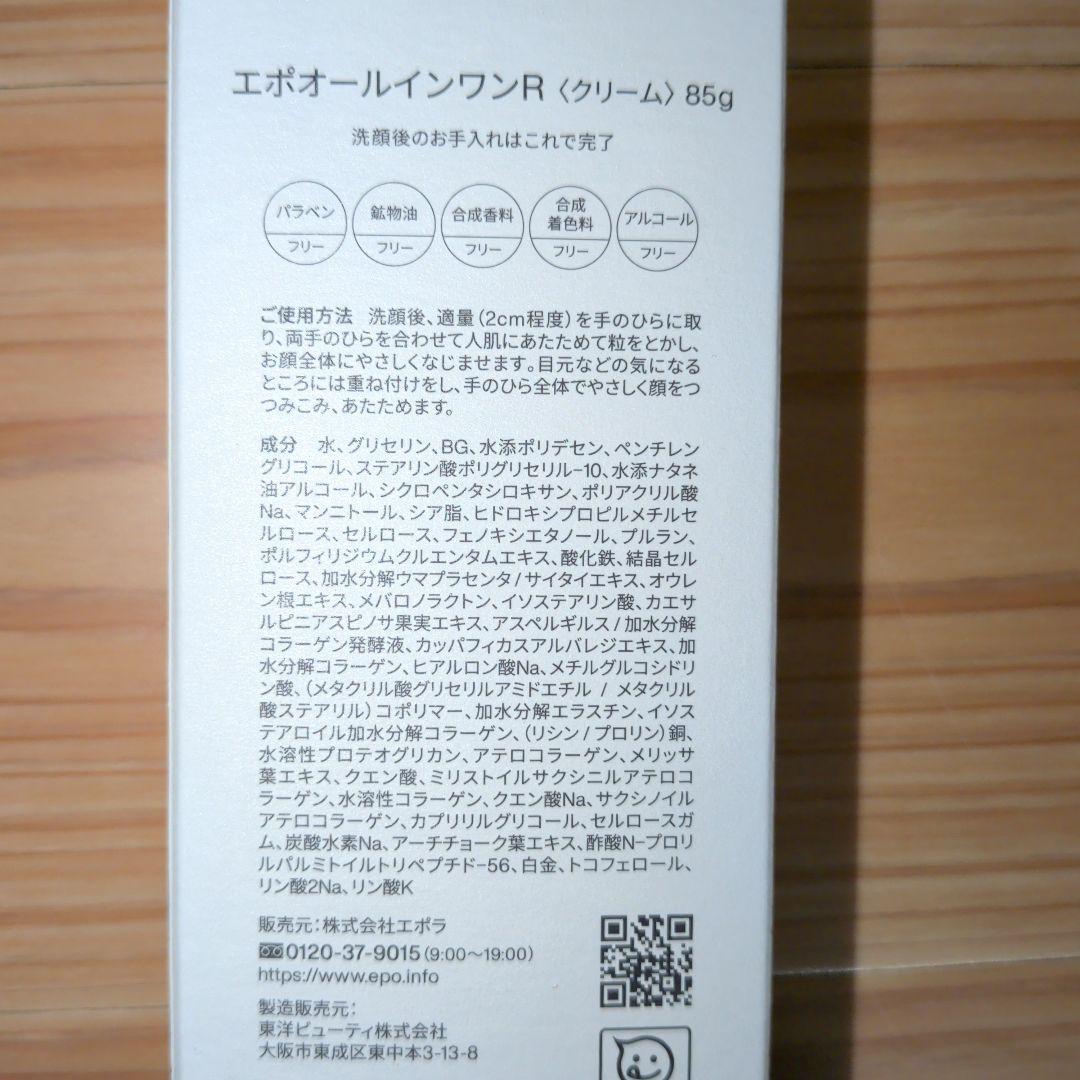 エポオールインワンR〈クリーム〉85g
洗顔後のお手入れはこれで完了
パラベン 鉱物油 合成香料 合成着色料 アルコール
フリー フリー フリー フリー フリー
ご使用方法 洗顔後、適量(2cm程度)を手のひらに取
り、両手のひらを合わせて人肌にあたためて粒をとかし、
お顔全体にやさしくなじませます。目元などの気になる
ところには重ね付けをし、手のひら全体でやさしく顔をつ
つみこみ、あたためます。
成分 水、グリセリン、BG、水添ポリデセン、ペンチレン
グリコール、ステアリン酸ポリグリセリル-10、水添ナタネ
油アルコール、シクロペンタシロキサン、ポリアクリル酸
Na、マンニトール、シア脂、ヒドロキシプロピルメチルセ
ルロース、セルロース、フェノキシエタノール、プルラン、
ポルフィリジウムクルエンタムエキス、酸化鉄、結晶セル
ロース、加水分解ウマプラセンタ/サイタイエキス、オウレ
ン根エキス、メバロノラクトン、イソステアリン酸、カエサ
ルピニアスピノサ果実エキス、アスペルギルス/加水分解
コラーゲン発酵液、カッパフィカスアルバレジエキス、加
水分解コラーゲン、ヒアルロン酸Na、メチルグルコシドリ
ン酸、(メタクリル酸グリセリルアミドエチル / メタクリル
酸ステアリル)コポリマー、加水分解エラスチン、イソス
テアロイル加水分解コラーゲン、(リシン/プロリン)銅、
水溶性プロテオグリカン、アテロコラーゲン、メリッサ
葉エキス、クエン酸、ミリストイルサクシニルアテロコ
ラーゲン、水溶性コラーゲン、クエン酸Na、サクシノイル
アテロコラーゲン、カプリリルグリコール、セルロースガ
ム、炭酸水素Na、アーチチョーク葉エキス、酢酸N-プロリ
ルパルミトイルトリペプチド-56、白金、トコフェロール、
リン酸2Na、リン酸K
販売元:株式会社エポラ
0120-37-9015(9:00〜19:00)
https://www.epo.info
製造販売元:
東洋ビューティ株式会社
大阪市東成区東中本3-13-8